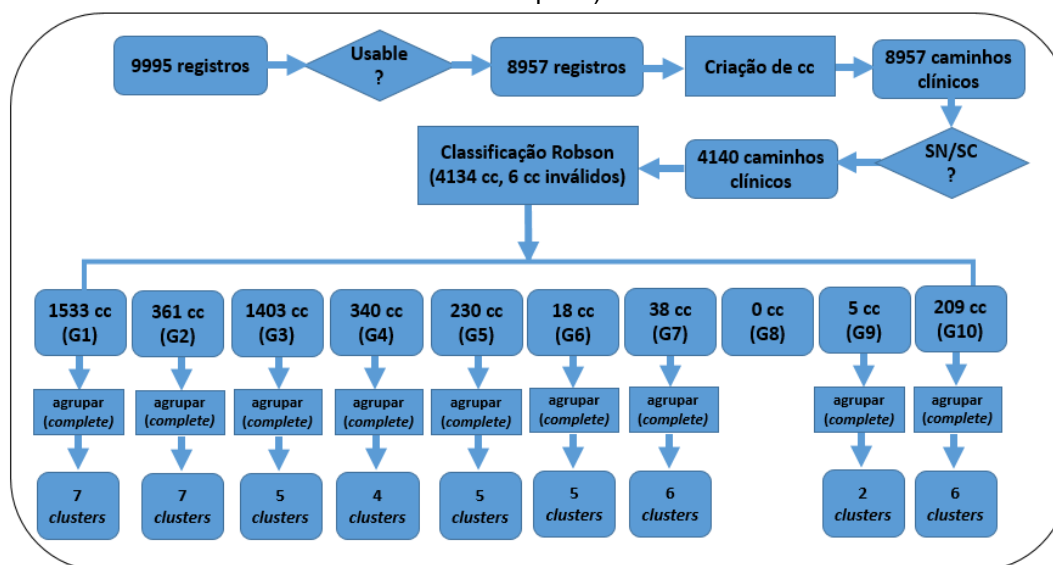 9995 registros
Usable
?
8957 registros
Criação de cc
8957 caminhos
clínicos
SN/SC
?
4140 caminhos
clínicos
Classificação Robson
(4134 cc, 6 cc inválidos)
1533 cc
(G1)
361 cc
(G2)
1403 cc
(G3)
340 cc
(G4)
230 cc
(G5)
18 cc
(G6)
38 cc
(G7)
0 cc
(G8)
5 cc
(G9)
209 cc
(G10)
agrupar
(complete)
agrupar
(complete)
agrupar
(complete)
agrupar
(complete)
agrupar
(complete)
agrupar
(complete)
agrupar
(complete)
agrupar
(complete)
agrupar
(complete)
7
clusters
7
clusters
5
clusters
4
clusters
5
clusters
5
clusters
6
clusters
2
clusters
6
clusters